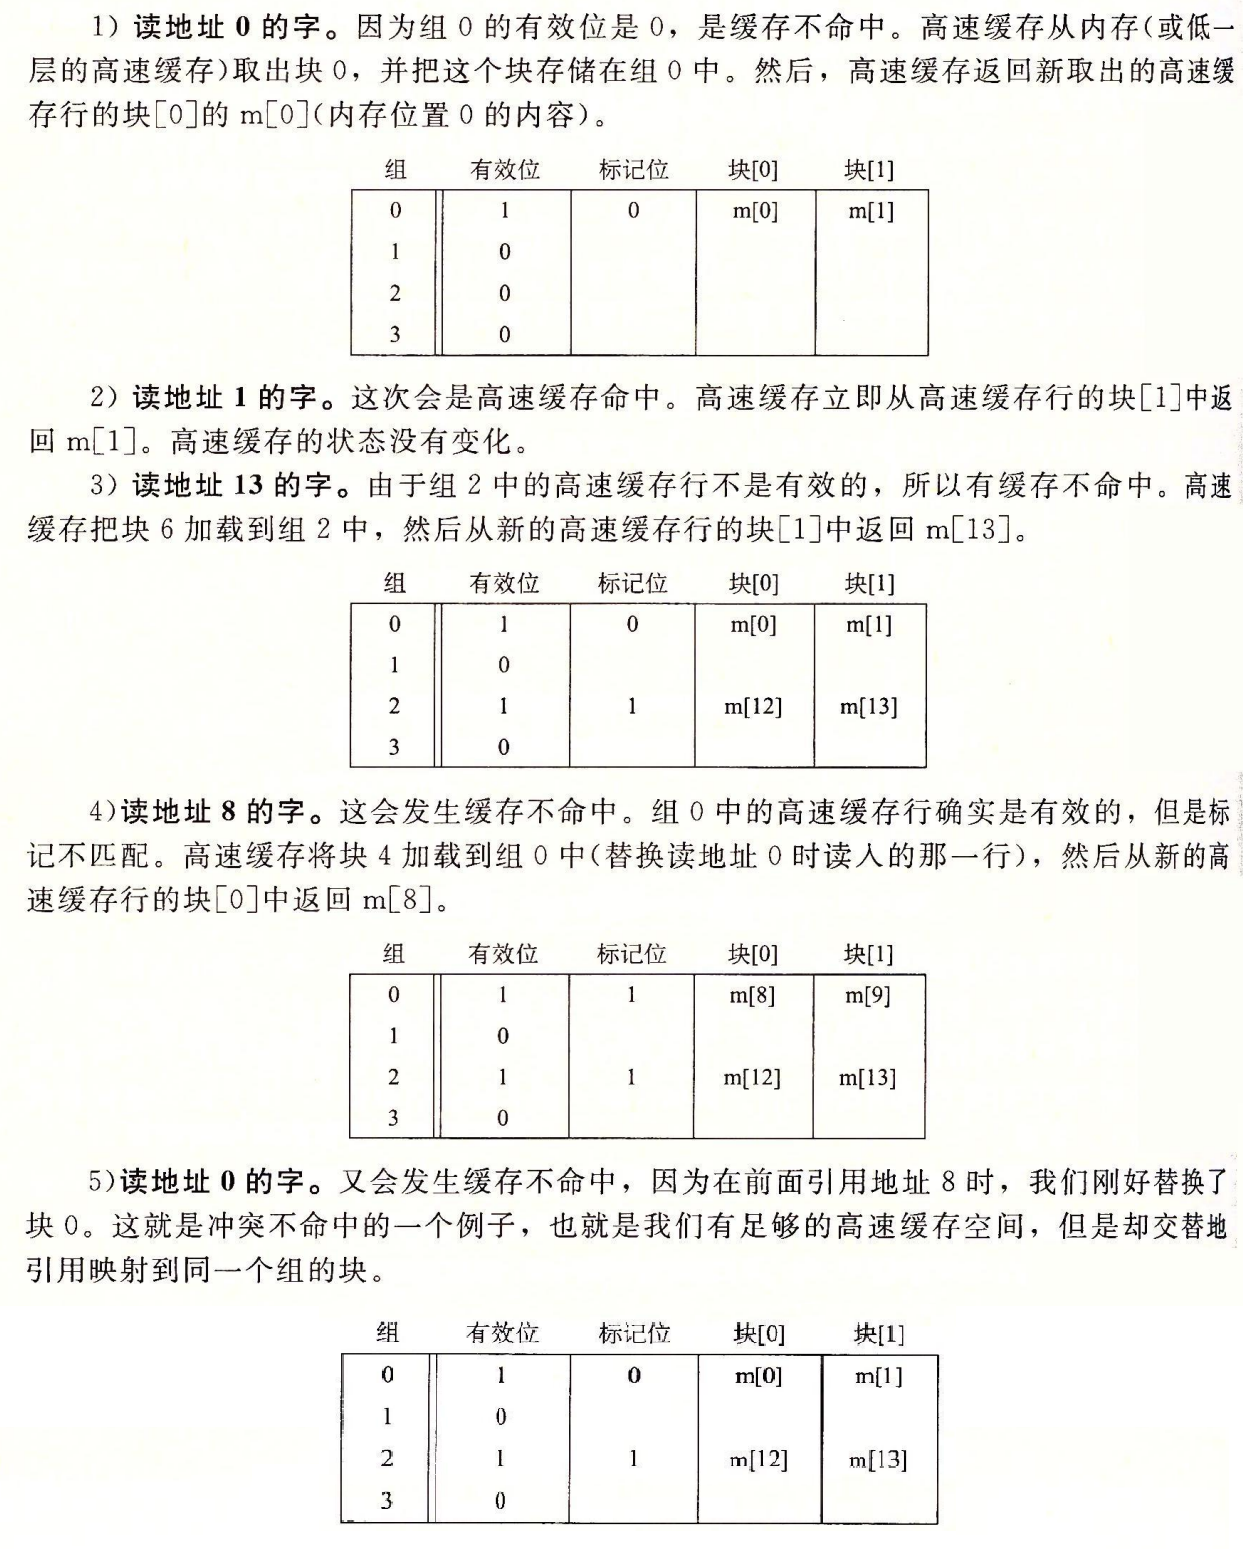 1) 读地址 0 的字。因为组 0 的有效位是 0，是缓存不命中。高速缓存从内存(或低一
层的高速缓存)取出块 0，并把这个块存储在组 0 中。然后，高速缓存返回新取出的高速缓
存行的块[0]的 m[0](内存位置 0 的内容)。
组 有效位 标记位 块[0] 块[1]
0 1 0 m[0] m[1]
1 0
2 0
3 0
2) 读地址 1 的字。这次会是高速缓存命中。高速缓存立即从高速缓存行的块[1]中返
回 m[1]。高速缓存的状态没有变化。
3) 读地址 13 的字。由于组 2 中的高速缓存行不是有效的，所以有缓存不命中。高速
缓存把块 6 加载到组 2 中，然后从新的高速缓存行的块[1]中返回 m[13]。
组 有效位 标记位 块[0] 块[1]
0 1 0 m[0] m[1]
1 0
2 1 1 m[12] m[13]
3 0
4)读地址 8 的字。这会发生缓存不命中。组 0 中的高速缓存行确实是有效的，但是标
记不匹配。高速缓存将块 4 加载到组 0 中(替换读地址 0 时读入的那一行)，然后从新的高
速缓存行的块[0]中返回 m[8]。
组 有效位 标记位 块[0] 块[1]
0 1 1 m[8] m[9]
1 0
2 1 1 m[12] m[13]
3 0
5)读地址 0 的字。又会发生缓存不命中，因为在前面引用地址 8 时，我们刚好替换了
块 0。这就是冲突不命中的一个例子，也就是我们有足够的高速缓存空间，但是却交替地
引用映射到同一个组的块。
组 有效位 标记位 块[0] 块[1]
0 1 0 m[0] m[1]
1 0
2 1 1 m[12] m[13]
3 0